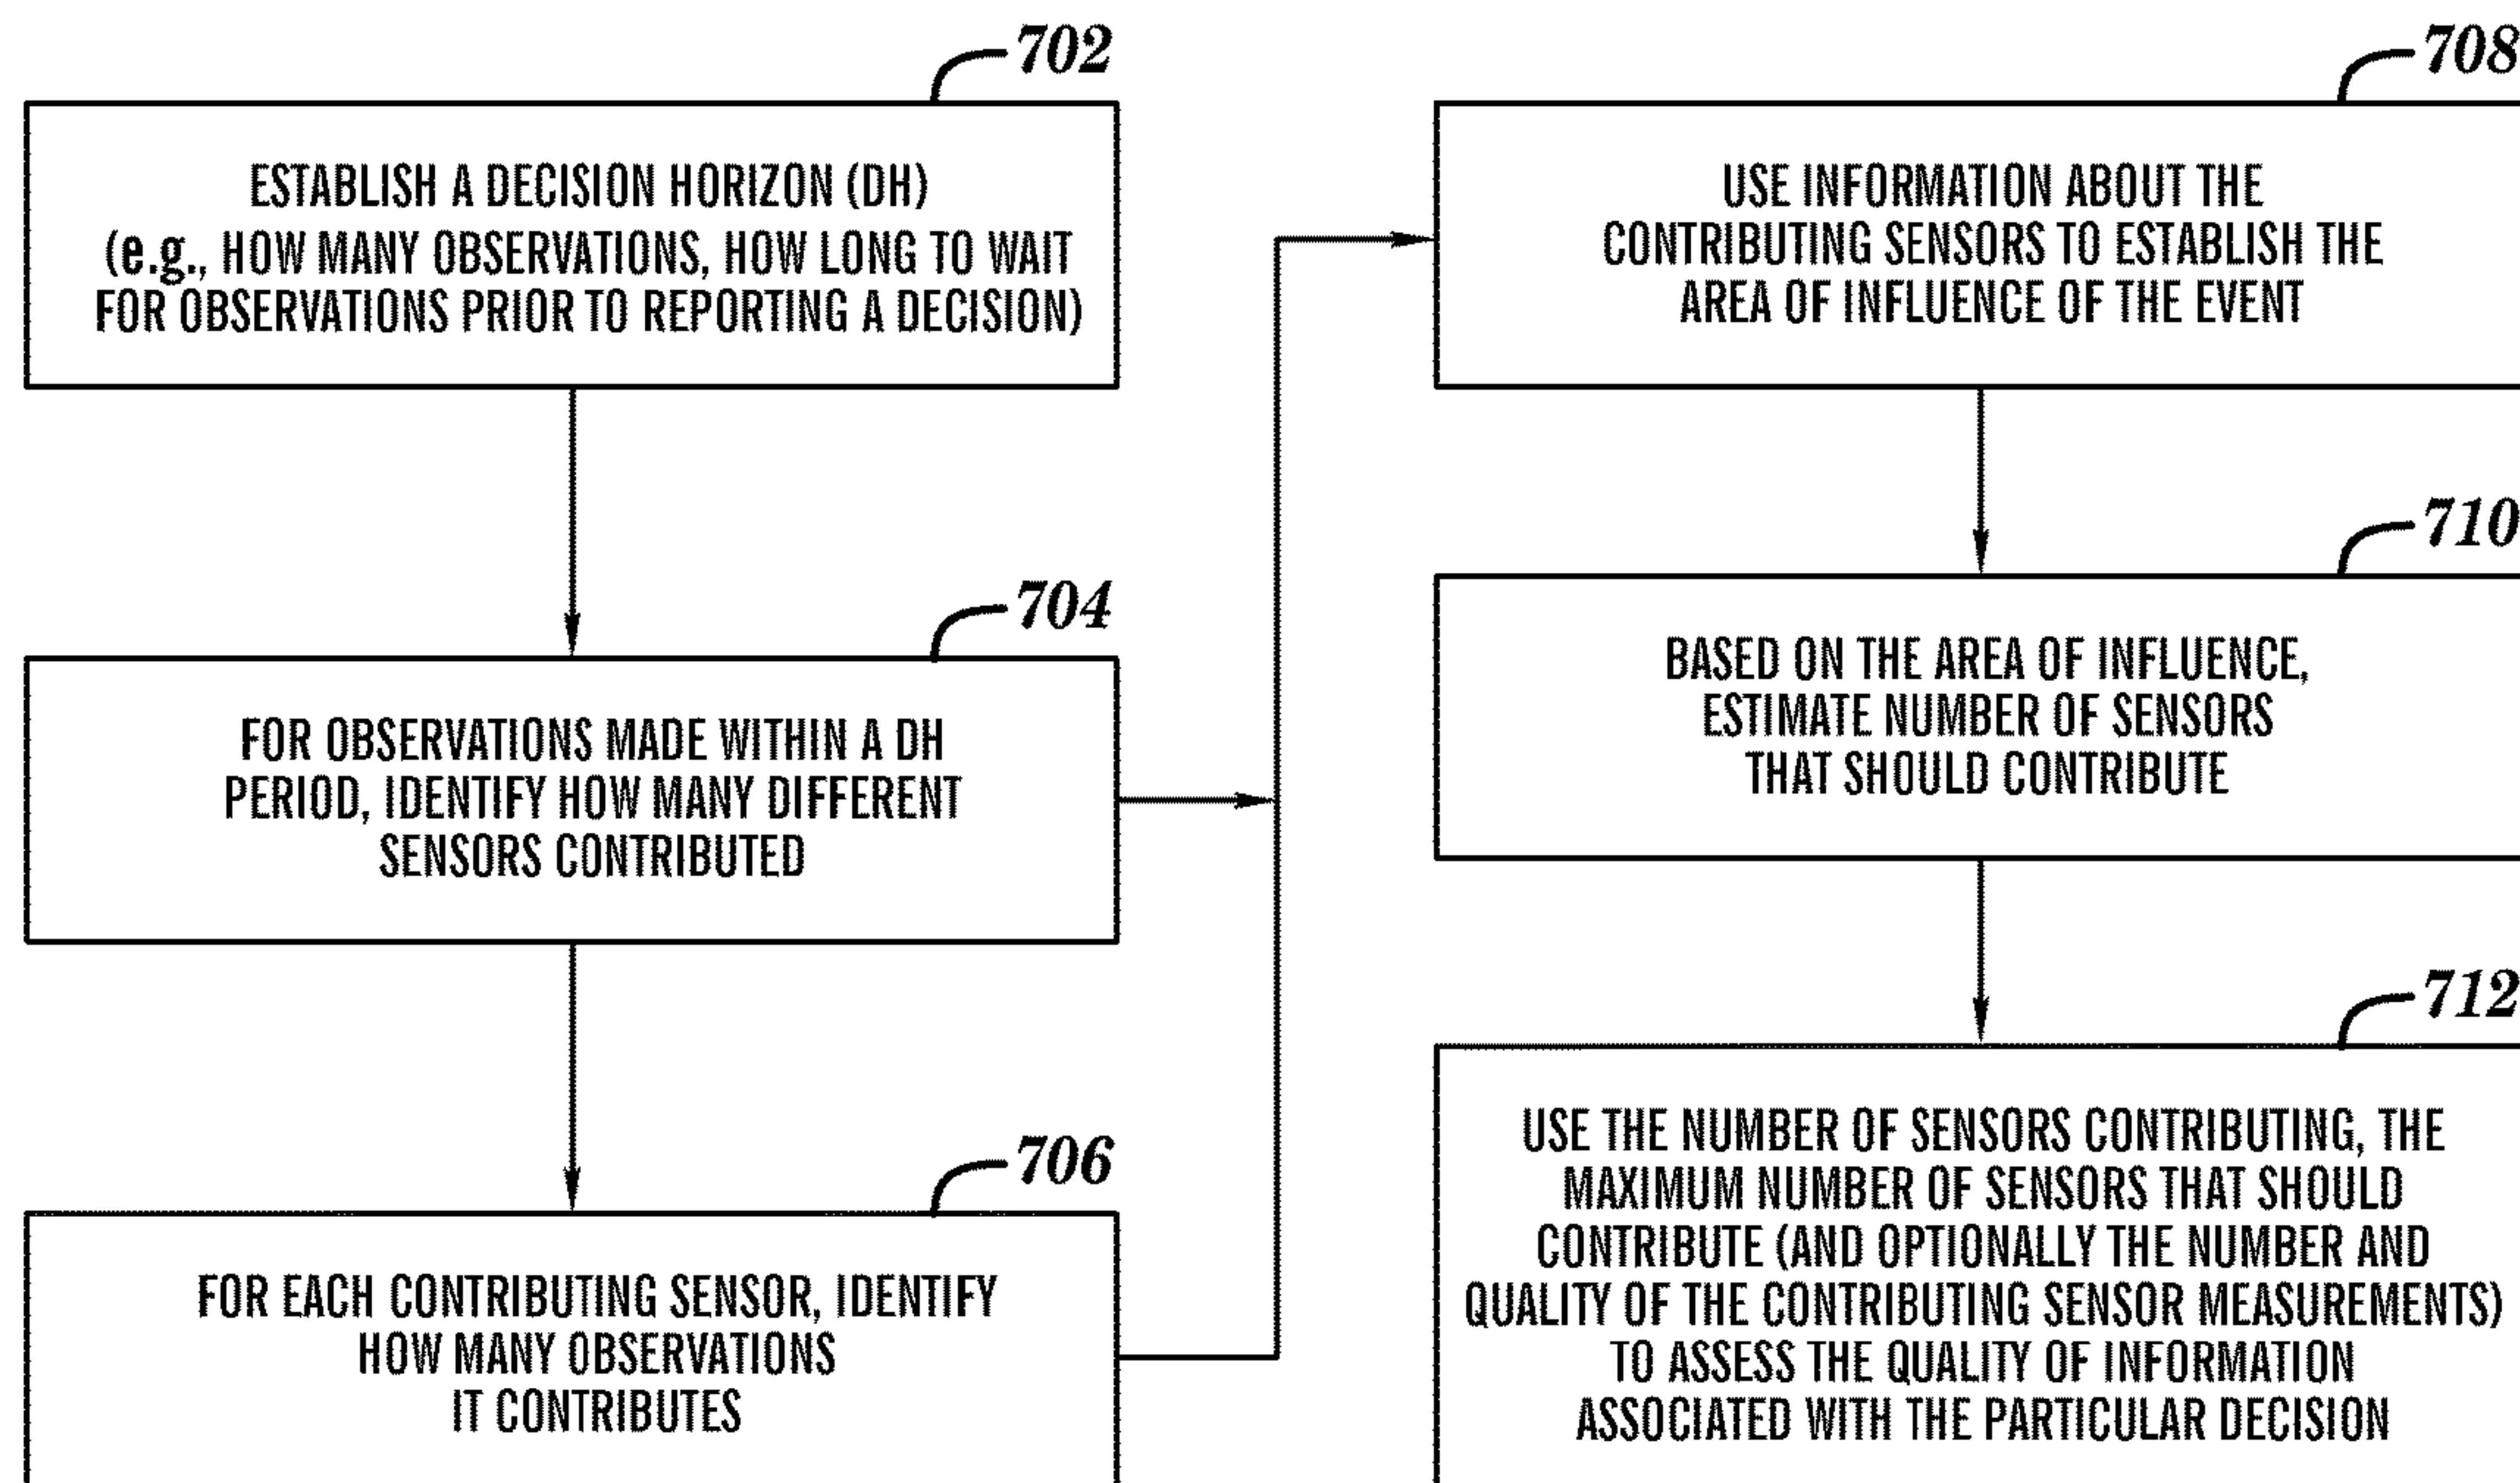 702
ESTABLISH A DECISION HORIZON (DH)
(e.g., HOW MANY OBSERVATIONS, HOW LONG TO WAIT
FOR OBSERVATIONS PRIOR TO REPORTING A DECISION)
704
FOR OBSERVATIONS MADE WITHIN A DH
PERIOD, IDENTIFY HOW MANY DIFFERENT
SENSORS CONTRIBUTED
706
FOR EACH CONTRIBUTING SENSOR, IDENTIFY
HOW MANY OBSERVATIONS
IT CONTRIBUTES
708
USE INFORMATION ABOUT THE
CONTRIBUTING SENSORS TO ESTABLISH THE
AREA OF INFLUENCE OF THE EVENT
710
BASED ON THE AREA OF INFLUENCE,
ESTIMATE NUMBER OF SENSORS
THAT SHOULD CONTRIBUTE
712
USE THE NUMBER OF SENSORS CONTRIBUTING, THE
MAXIMUM NUMBER OF SENSORS THAT SHOULD
CONTRIBUTE (AND OPTIONALLY THE NUMBER AND
QUALITY OF THE CONTRIBUTING SENSOR MEASUREMENTS)
TO ASSESS THE QUALITY OF INFORMATION
ASSOCIATED WITH THE PARTICULAR DECISION